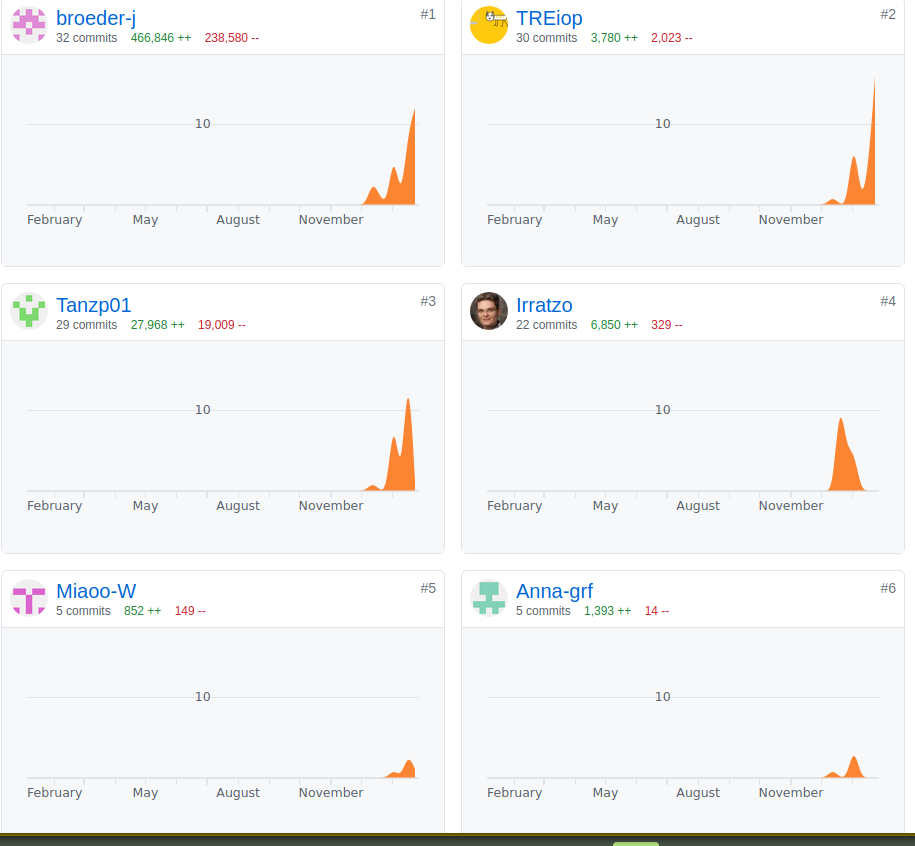 broeder-j #1
32 commits 466,846 ++ 238,580 --
10
February May August November
TREiop #2
30 commits 3,780 ++ 2,023 --
10
February May August November
Tanzp01 #3
29 commits 27,968 ++ 19,009 --
10
February May August November
Irratzo #4
22 commits 6,850 ++ 329 --
10
February May August November
Miaoo-W #5
5 commits 852 ++ 149 --
10
February May August November
Anna-grf #6
5 commits 1,393 ++ 14 --
10
February May August November